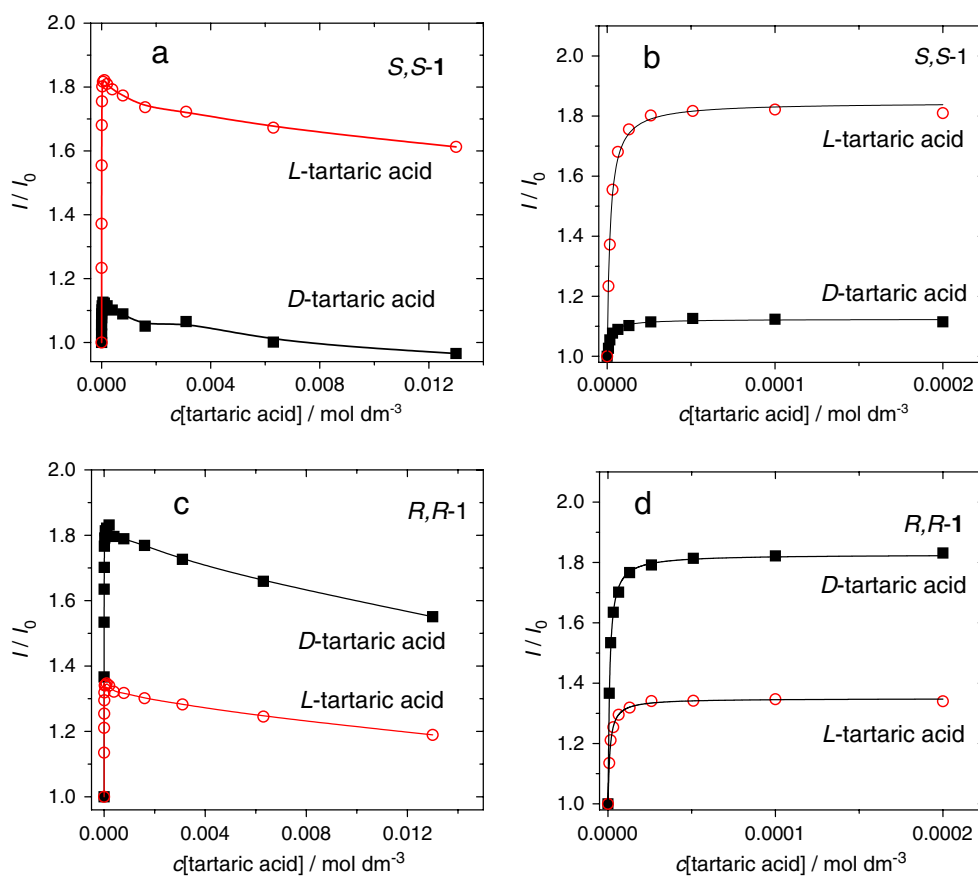 a
S,S-1
L-tartaric acid
D-tartaric acid
I / I0
2.0
1.8
1.6
1.4
1.2
1.0
0.000
0.004
0.008
0.012
c[tartaric acid] / mol dm-3
b
S,S-1
L-tartaric acid
D-tartaric acid
I / I0
2.0
1.8
1.6
1.4
1.2
1.0
0.0000
0.0001
0.0002
c[tartaric acid] / mol dm-3
c
R,R-1
D-tartaric acid
L-tartaric acid
I / I0
2.0
1.8
1.6
1.4
1.2
1.0
0.000
0.004
0.008
0.012
c[tartaric acid] / mol dm-3
d
R,R-1
D-tartaric acid
L-tartaric acid
I / I0
2.0
1.8
1.6
1.4
1.2
1.0
0.0000
0.0001
0.0002
c[tartaric acid] / mol dm-3